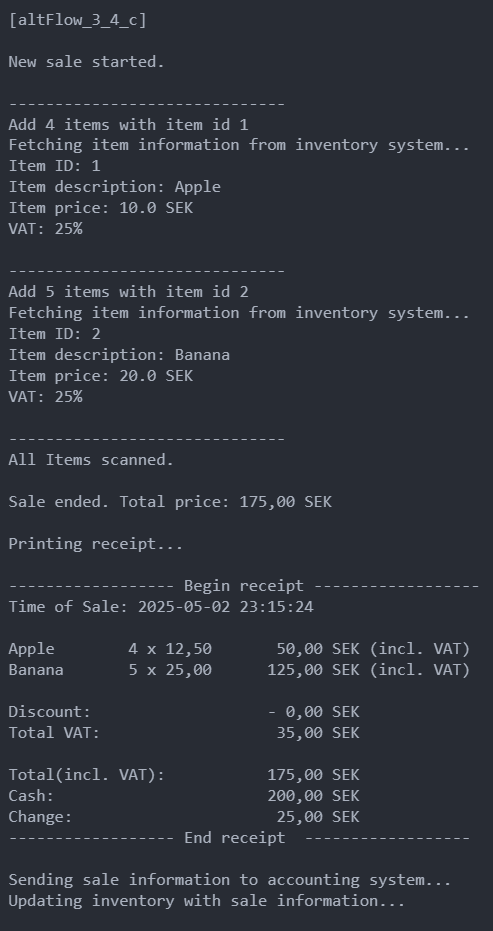 [altFlow_3_4_c]
New sale started.
------------------------------
Add 4 items with item id 1
Fetching item information from inventory system...
Item ID: 1
Item description: Apple
Item price: 10.0 SEK
VAT: 25%
------------------------------
Add 5 items with item id 2
Fetching item information from inventory system...
Item ID: 2
Item description: Banana
Item price: 20.0 SEK
VAT: 25%
------------------------------
All Items scanned.
Sale ended. Total price: 175,00 SEK
Printing receipt...
------------------ Begin receipt ------------------
Time of Sale: 2025-05-02 23:15:24
Apple        4 x 12,50       50,00 SEK (incl. VAT)
Banana       5 x 25,00      125,00 SEK (incl. VAT)
Discount:                   - 0,00 SEK
Total VAT:                   35,00 SEK
Total(incl. VAT):           175,00 SEK
Cash:                       200,00 SEK
Change:                      25,00 SEK
------------------ End receipt  ------------------
Sending sale information to accounting system...
Updating inventory with sale information...